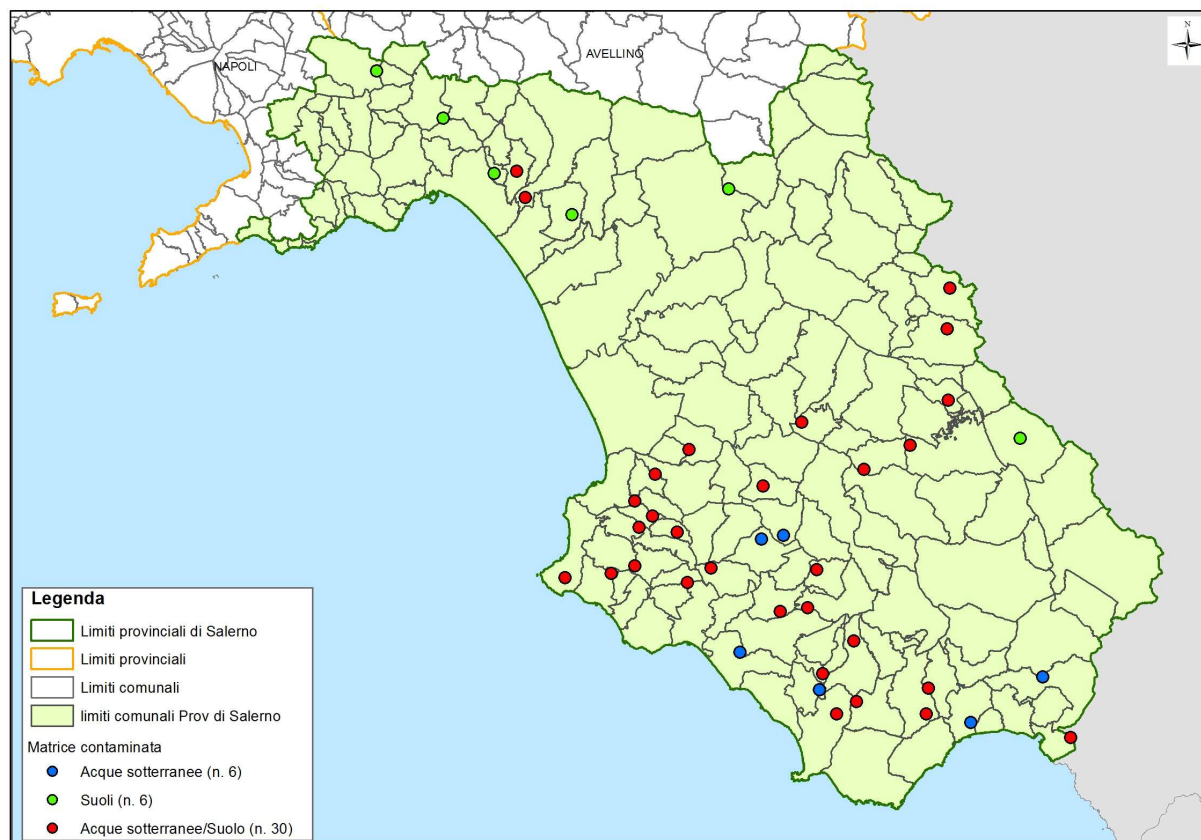 N
NAPOLI
AVELLINO
Legenda
Limiti provinciali di Salerno
Limiti provinciali
Limiti comunali
limiti comunali Prov di Salerno
Matrice contaminata
Acque sotterranee (n. 6)
Suoli (n. 6)
Acque sotterranee/Suolo (n. 30)